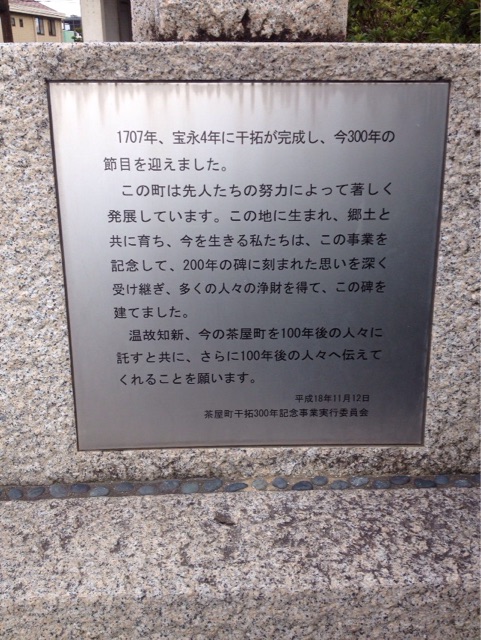 1707年、宝永4年に干拓が完成し、今300年の
節目を迎えました。
この町は先人たちの努力によって著しく
発展しています。この地に生まれ、郷土と
共に育ち、今を生きる私たちは、この事業を
記念して、200年の碑に刻まれた思いを深く
受け継ぎ、多くの人々の浄財を得て、この碑を
建てました。
温故知新、今の茶屋町を100年後の人々に
託すと共に、さらに100年後の人々へ伝えて
くれることを願います。
平成18年11月12日
茶屋町干拓300年記念事業実行委員会